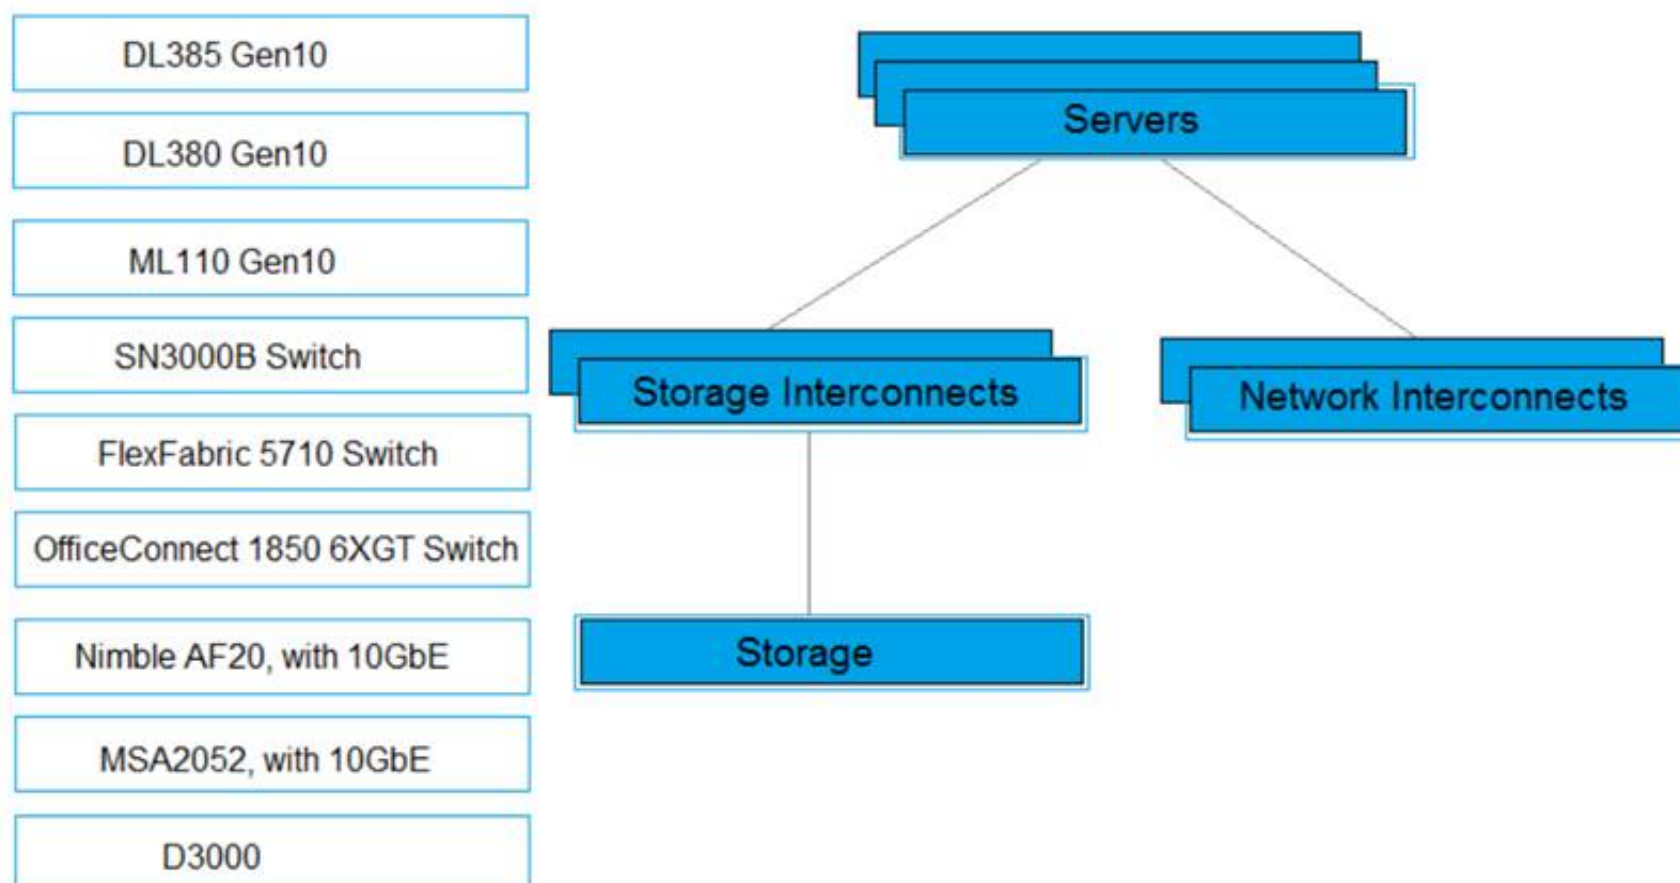 DL385 Gen10
DL380 Gen10
ML110 Gen10
SN3000B Switch
FlexFabric 5710 Switch
OfficeConnect 1850 6XGT Switch
Nimble AF20, with 10GbE
MSA2052, with 10GbE
D3000
Servers
Storage Interconnects
Network Interconnects
Storage